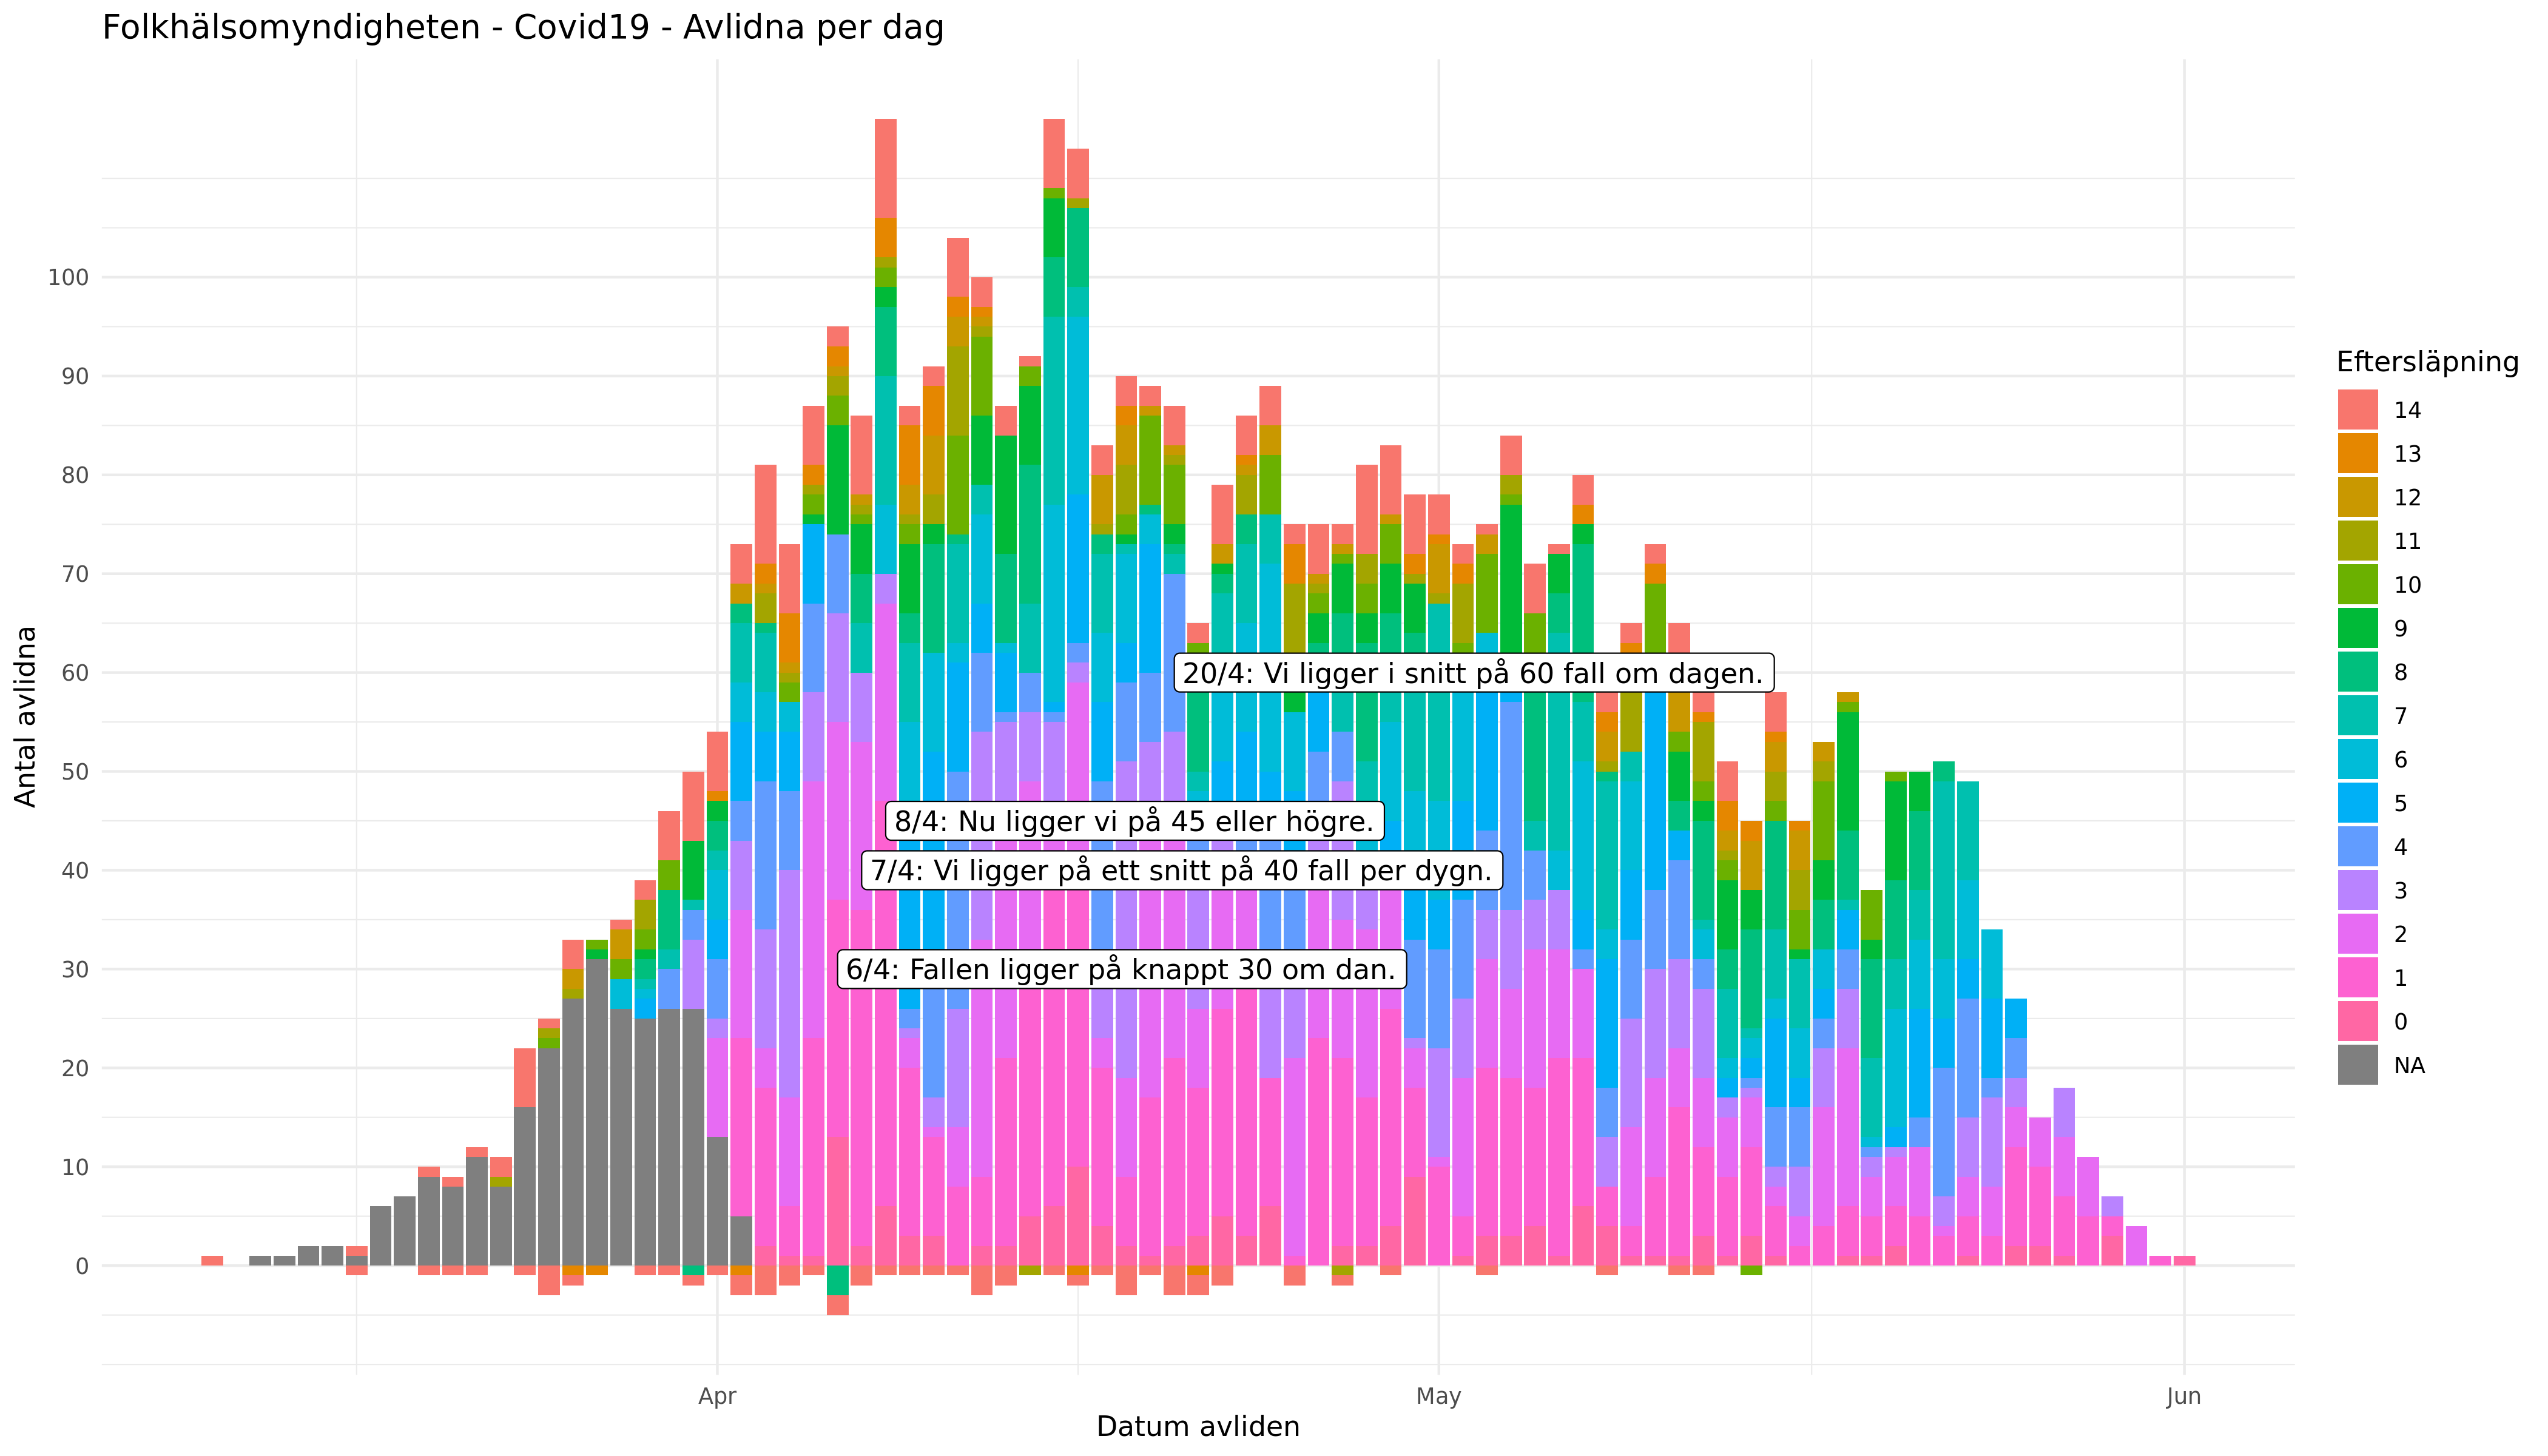 Folkhälsomyndigheten - Covid19 - Avlidna per dag
Antal avlidna
100
90
80
70
60
50
40
30
20
10
0
20/4: Vi ligger i snitt på 60 fall om dagen.
8/4: Nu ligger vi på 45 eller högre.
7/4: Vi ligger på ett snitt på 40 fall per dygn.
6/4: Fallen ligger på knappt 30 om dan.
Apr
May
Jun
Datum avliden
Eftersläpning
14
13
12
11
10
9
8
7
6
5
4
3
2
1
0
NA